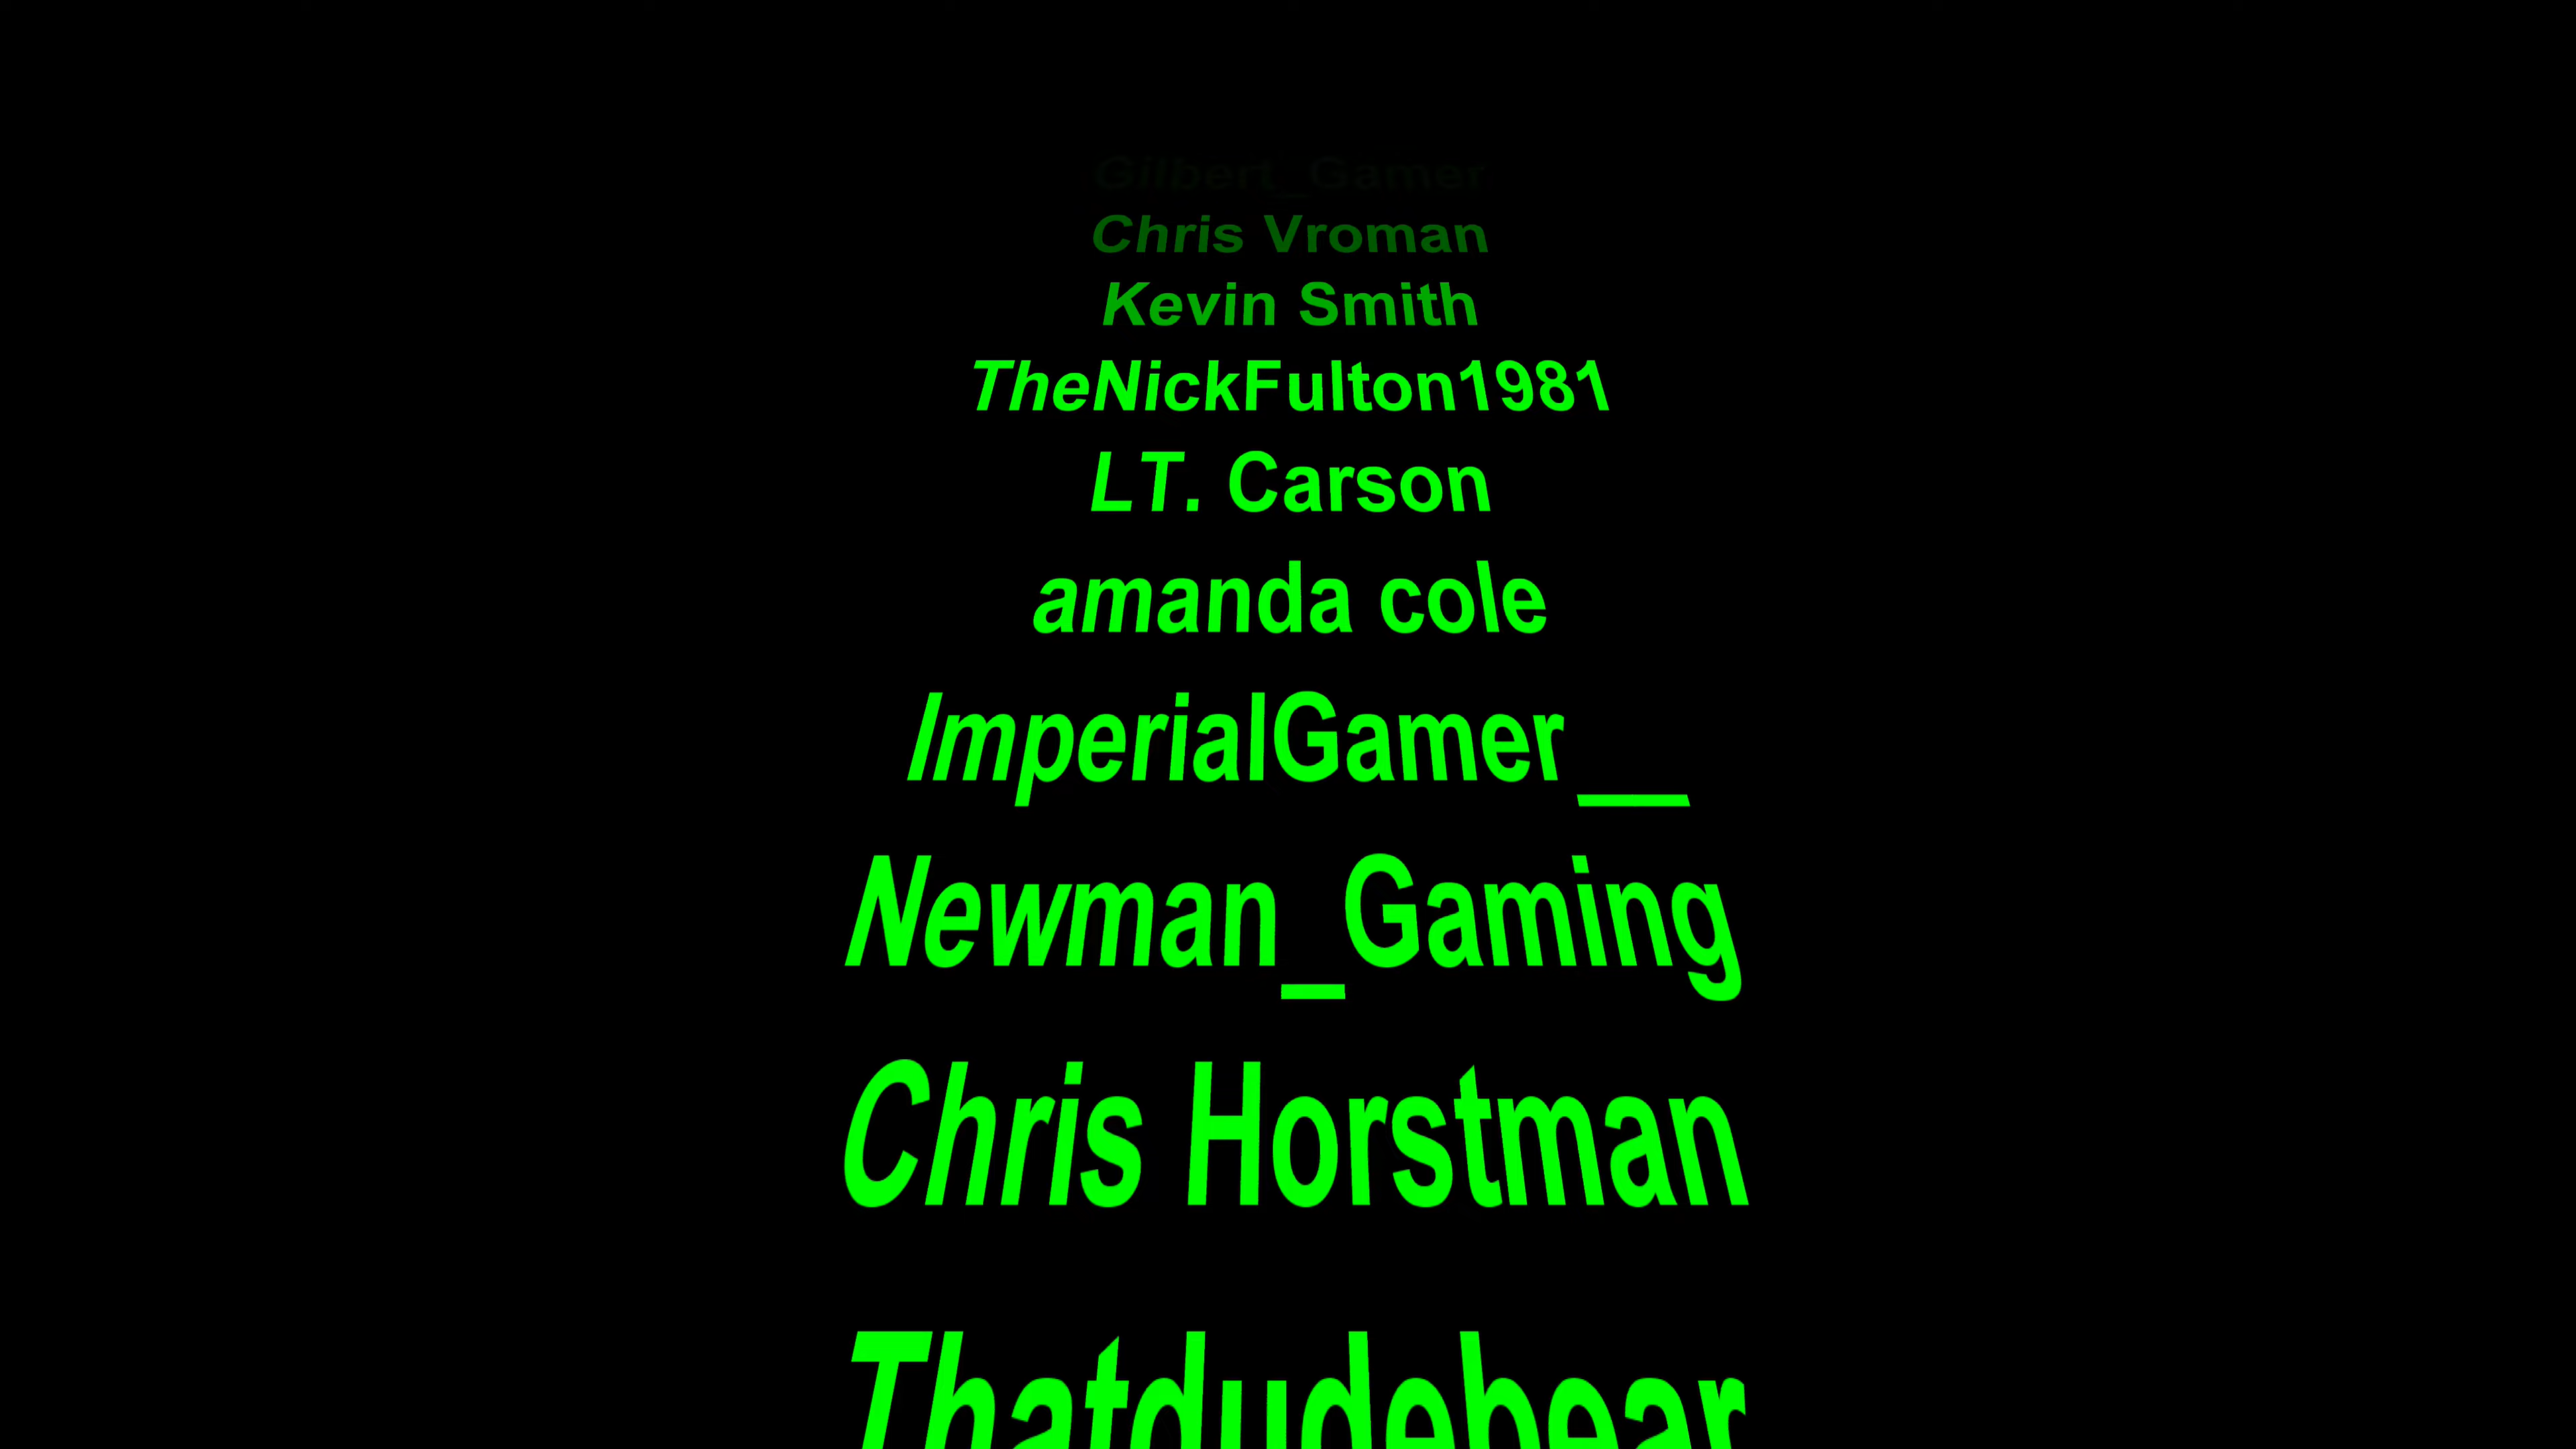 Gilbert_Gamer
Chris Vroman
Kevin Smith
TheNickFulton1981
LT. Carson
amanda cole
ImperialGamer__
Newman_Gaming
Chris Horstman
Thatdudebear